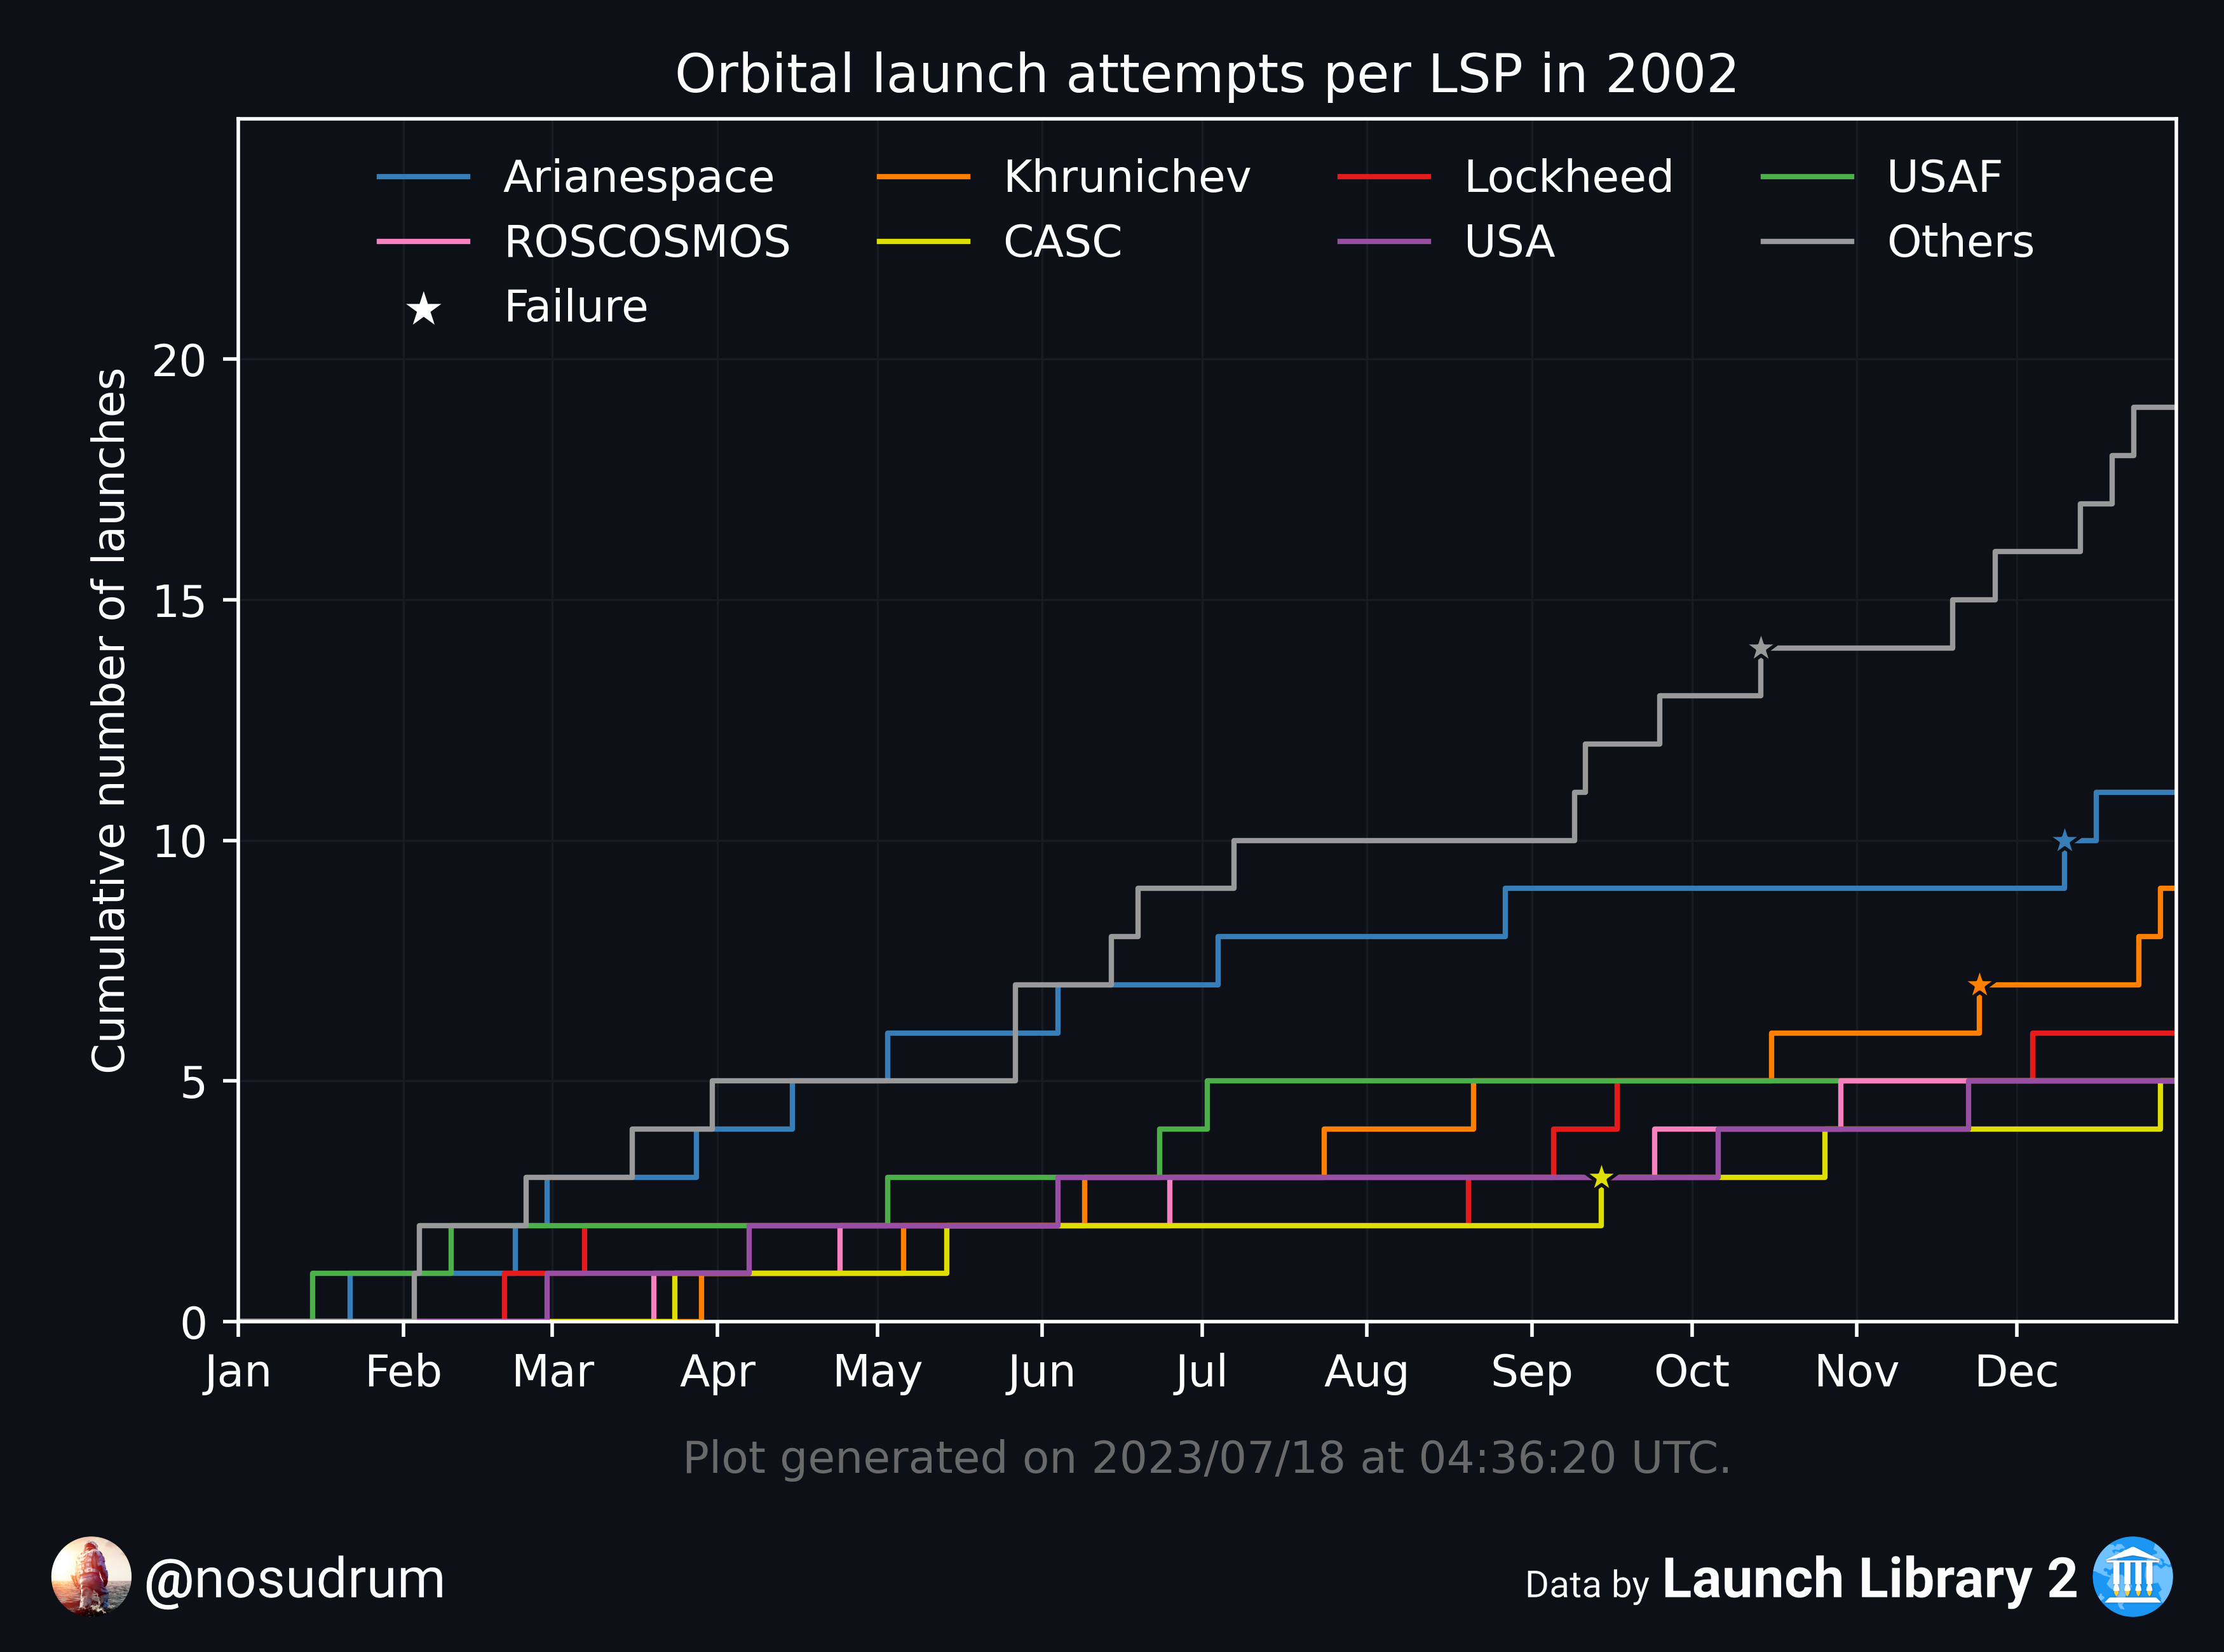 Orbital launch attempts per LSP in 2002
Arianespace Khrunichev Lockheed USAF
ROSCOSMOS CASC USA Others
Failure
Cumulative number of launches
20
15
10
5
0
Jan Feb Mar Apr May Jun Jul Aug Sep Oct Nov Dec
Plot generated on 2023/07/18 at 04:36:20 UTC.
@nosudrum
Data by Launch Library 2